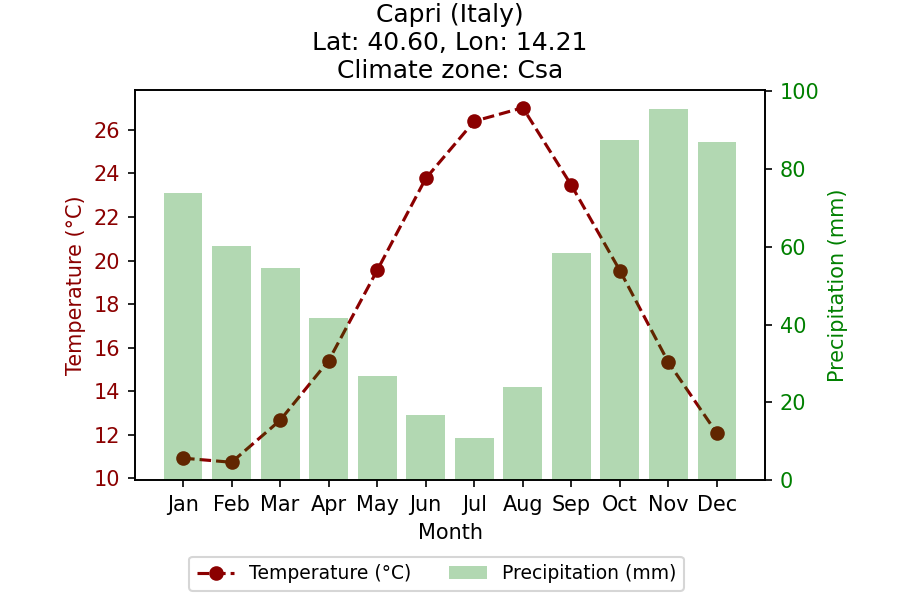 Capri (Italy)
Lat: 40.60, Lon: 14.21
Climate zone: Csa
Temperature (°C)
26
24
22
20
18
16
14
12
10
100
80
60
40
20
0
Precipitation (mm)
Jan Feb Mar Apr May Jun Jul Aug Sep Oct Nov Dec
Month
Temperature (°C) Precipitation (mm)